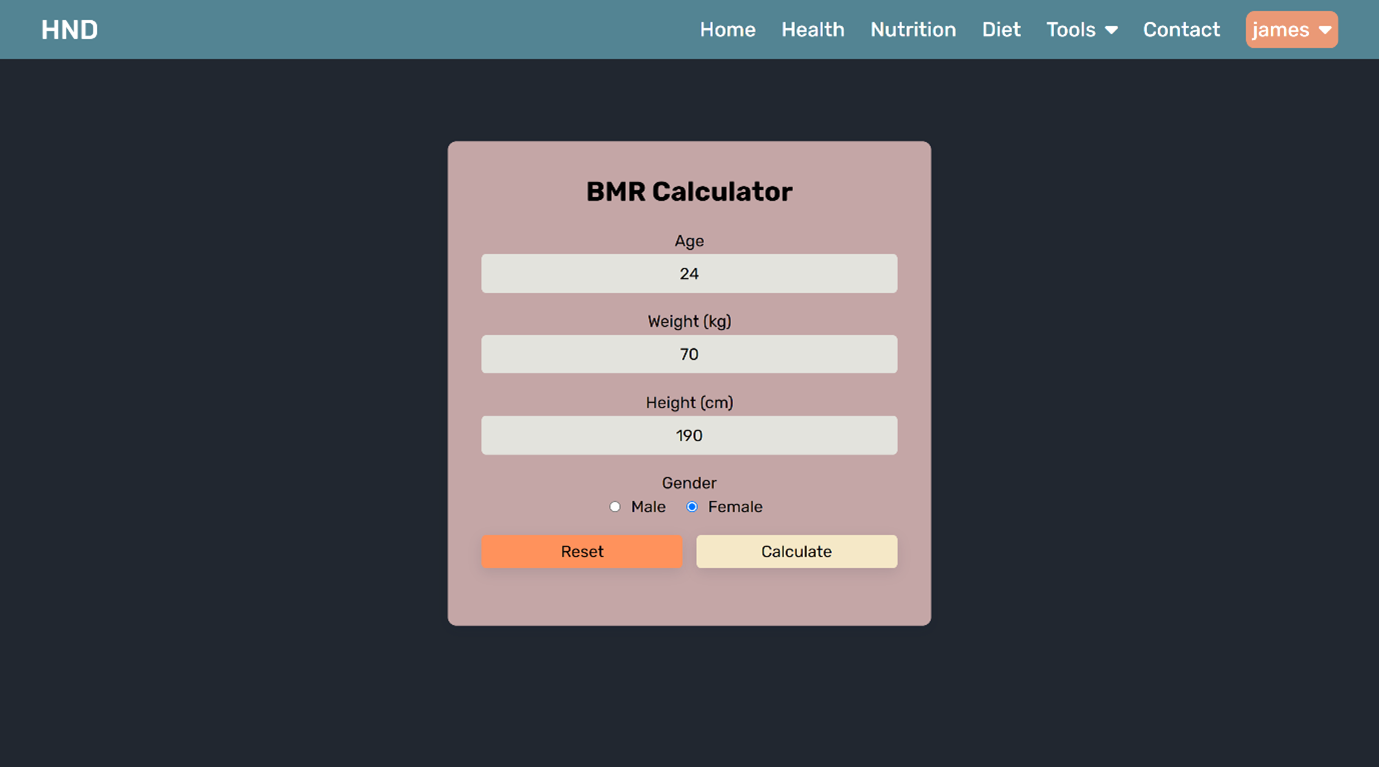 HND Home Health Nutrition Diet Tools Contact james
BMR Calculator
Age
24
Weight (kg)
70
Height (cm)
190
Gender
Male Female
Reset Calculate